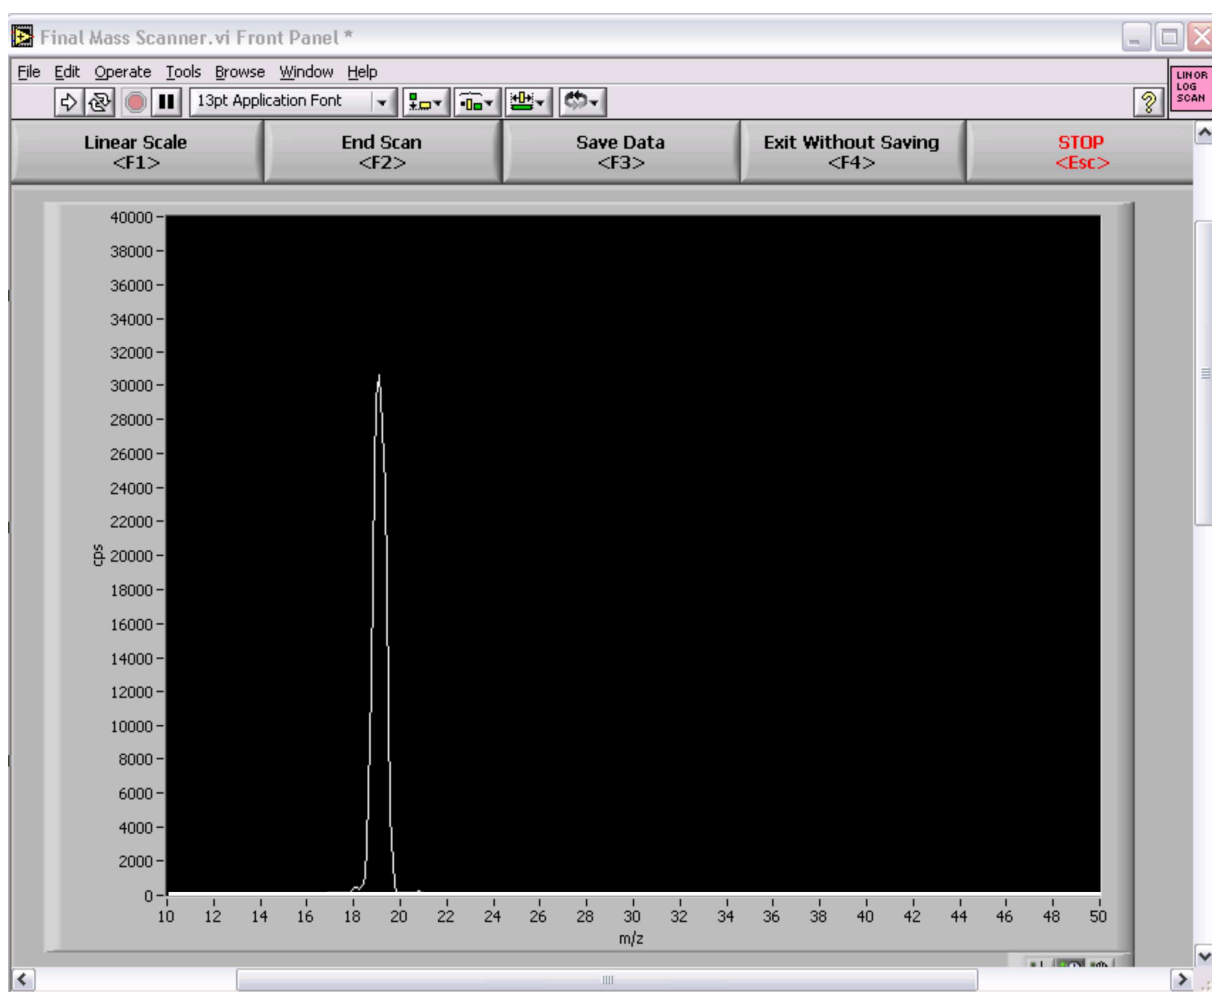 Final Mass Scanner.vi Front Panel *
File Edit Operate Tools Browse Window Help
LIN OR
LOG
SCAN
13pt Application Font
?
Linear Scale
<F1>
End Scan
<F2>
Save Data
<F3>
Exit Without Saving
<F4>
STOP
<Esc>
40000
38000
36000
34000
32000
30000
28000
26000
24000
22000
20000
18000
16000
14000
12000
10000
8000
6000
4000
2000
0
cps
10 12 14 16 18 20 22 24 26 28 30 32 34 36 38 40 42 44 46 48 50
m/z